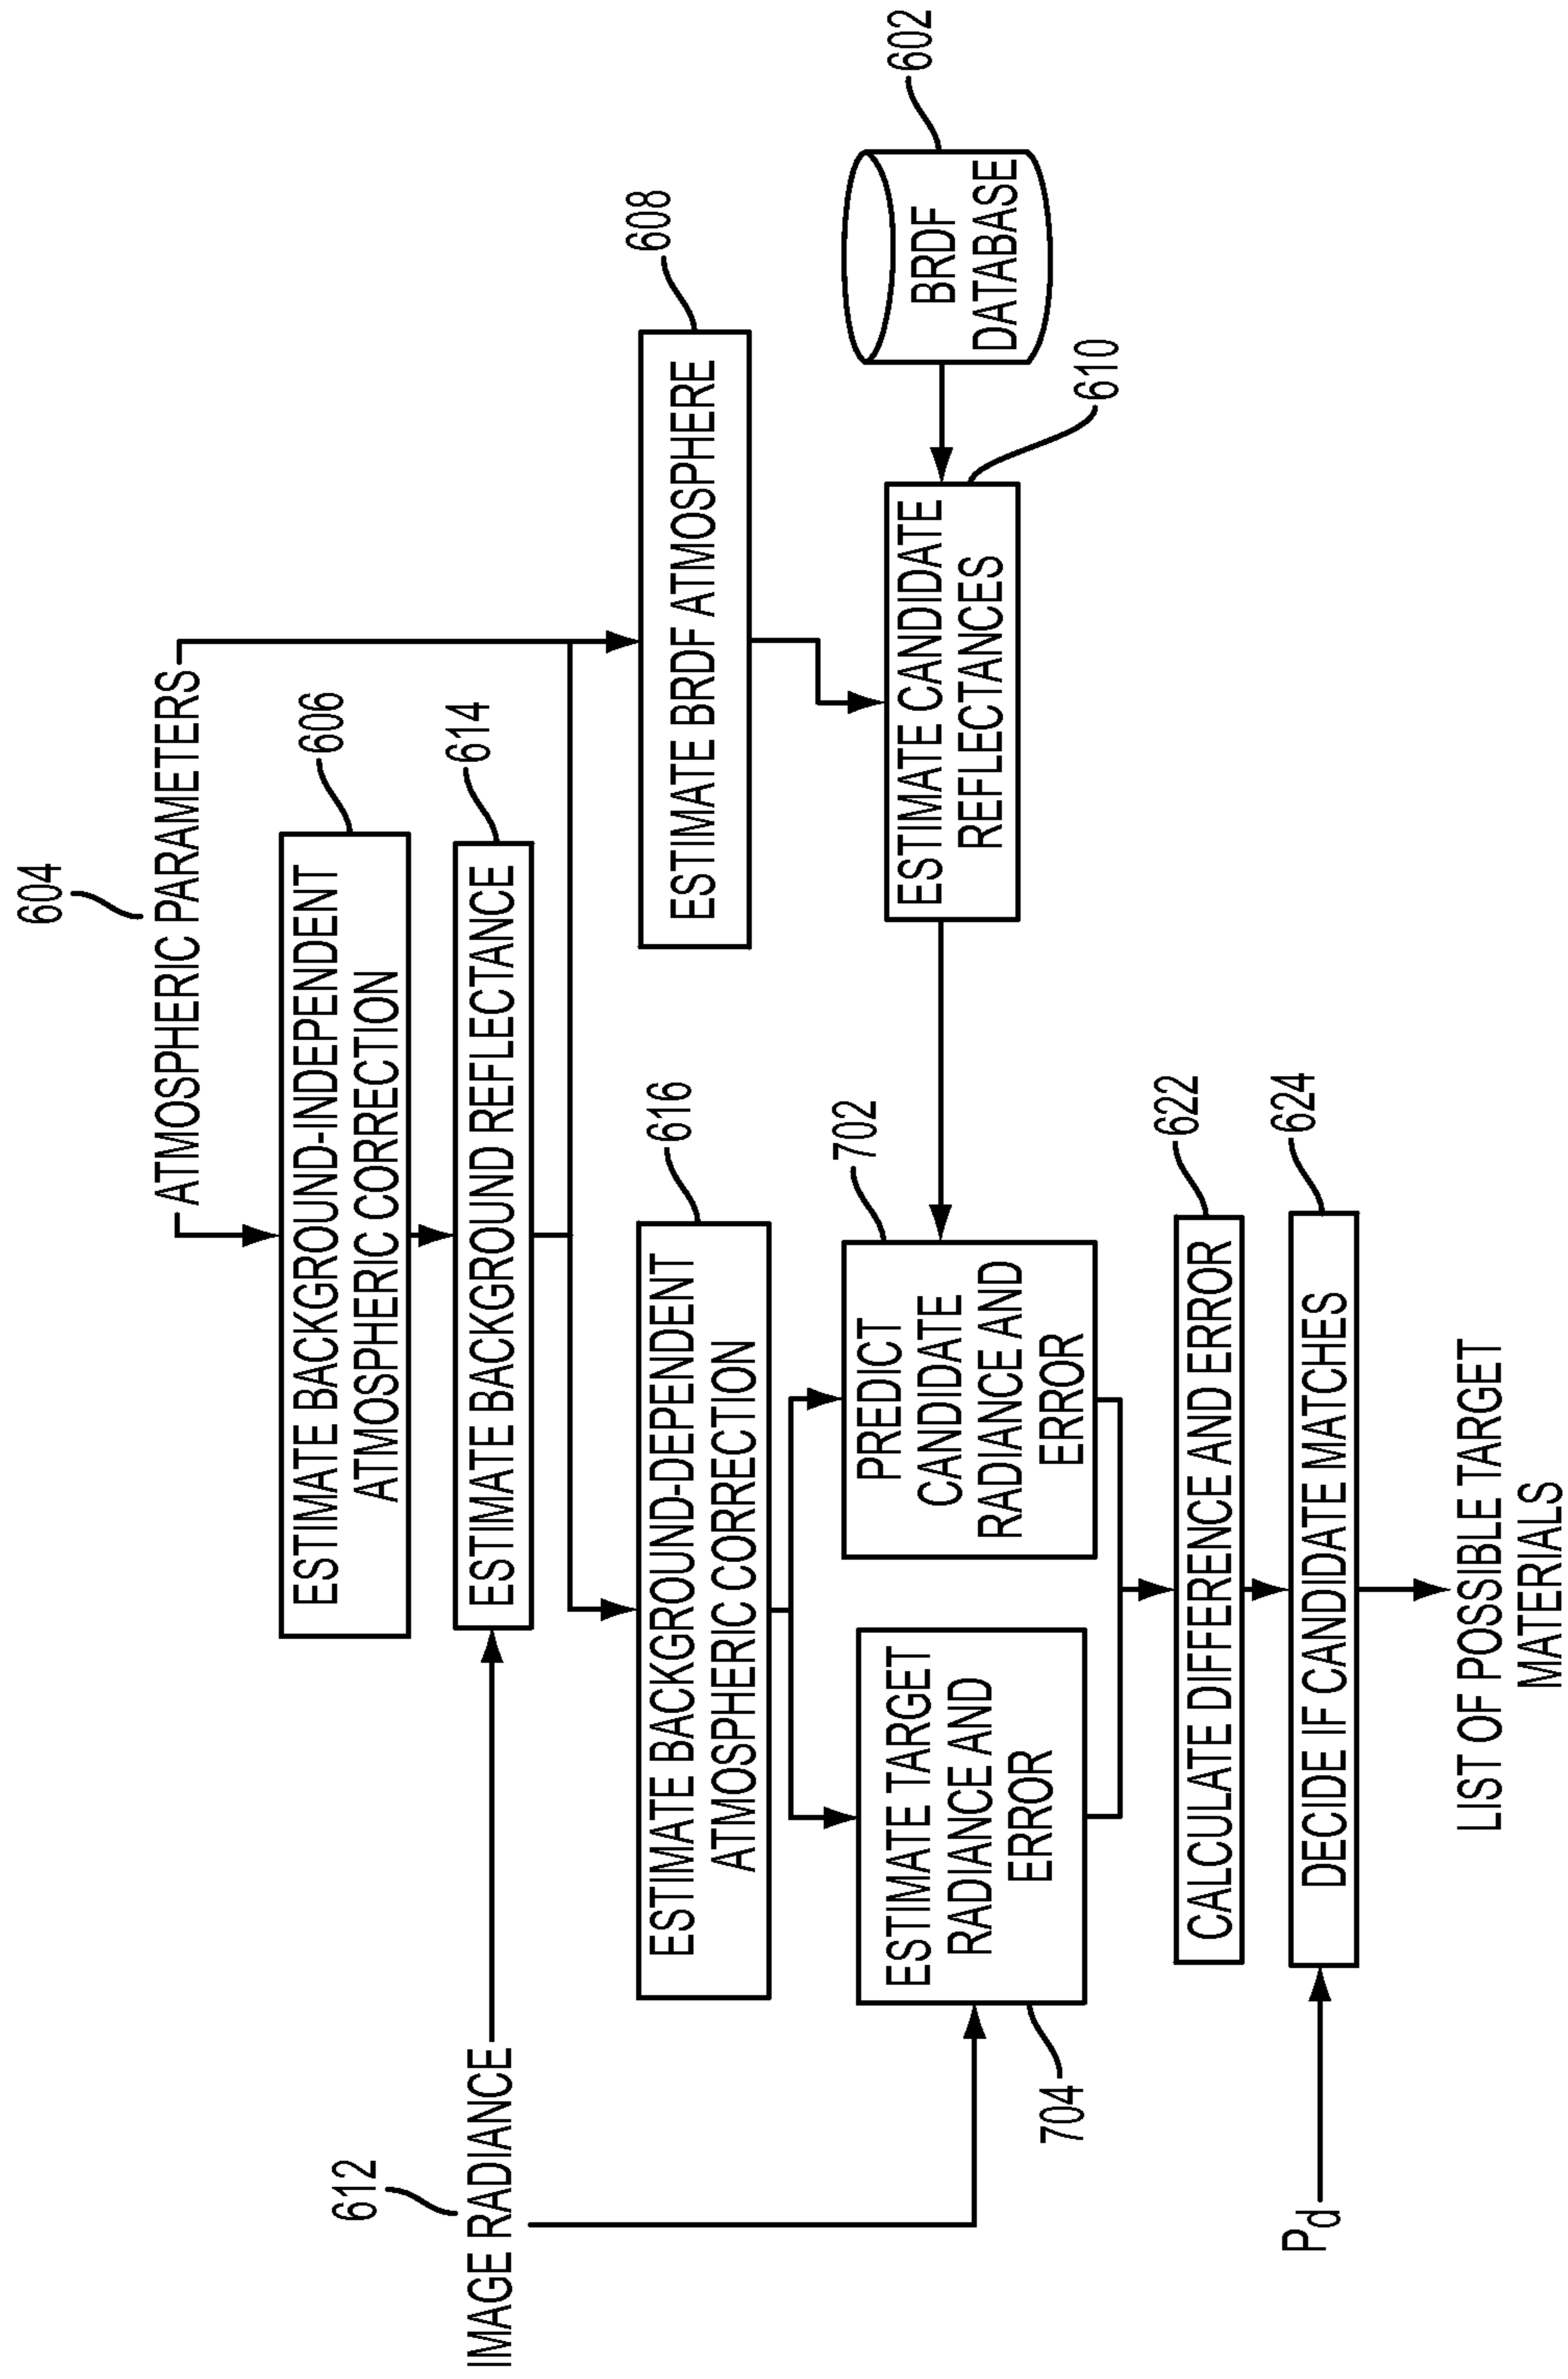 604
ATMOSPHERIC PARAMETERS
606
ESTIMATE BACKGROUND-INDEPENDENT
ATMOSPHERIC CORRECTION
612
IMAGE RADIANCE
614
ESTIMATE BACKGROUND REFLECTANCE
616
ESTIMATE BACKGROUND-DEPENDENT
ATMOSPHERIC CORRECTION
608
ESTIMATE BRDF ATMOSPHERE
704
ESTIMATE TARGET
RADIANCE AND
ERROR
702
PREDICT
CANDIDATE
RADIANCE AND
ERROR
610
ESTIMATE CANDIDATE
REFLECTANCES
602
BRDF
DATABASE
622
CALCULATE DIFFERENCE AND ERROR
624
Pd
DECIDE IF CANDIDATE MATCHES
LIST OF POSSIBLE TARGET
MATERIALS